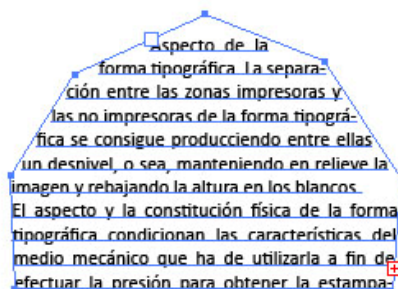 Aspecto de la
forma tipográfica. La separa-
ción entre las zonas impresoras y
las no impresoras de la forma tipográ-
fica se consigue producciendo entre ellas
un desnivel, o sea, manteniendo en relieve la
imagen y rebajando la altura en los blancos.
El aspecto y la constitución física de la forma
tipográfica condicionan las características del
medio mecánico que ha de utilizarla a fin de
efectuar la presión para obtener la estampa-